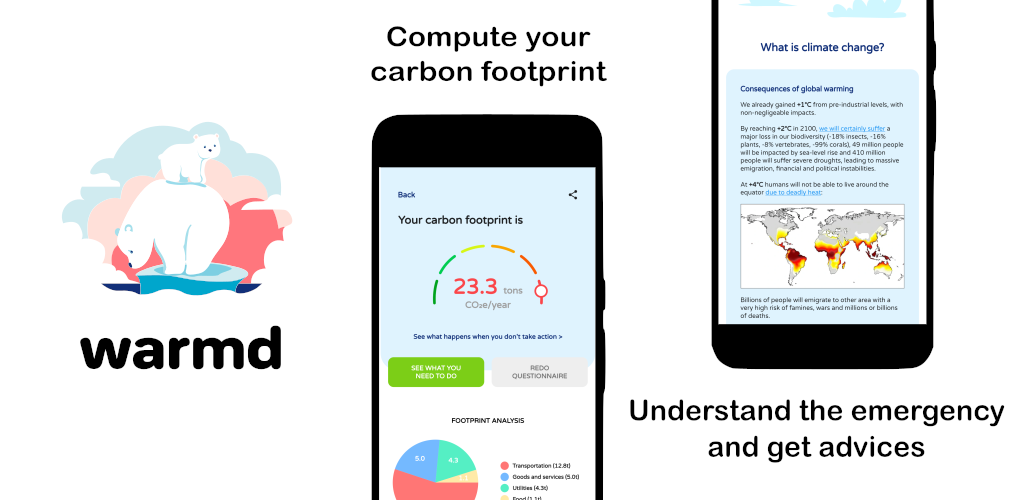 warmd
Compute your
carbon footprint
Back
Your carbon footprint is
23.3 tons
CO₂e/year
See what happens when you don't take action >
SEE WHAT YOU
NEED TO DO
REDO
QUESTIONNAIRE
FOOTPRINT ANALYSIS
5.0
4.3
Transportation (12.8t)
Goods and services (5.0t)
Utilities (4.3t)
Food (1.1t)
What is climate change?
Consequences of global warming
We already gained +1°C from pre-industrial levels, with
non-negligeable impacts.
By reaching +2°C in 2100, we will certainly suffer a
major loss in our biodiversity (-18% insects, -16%
plants, -8% vertebrates, -99% corals), 49 million people
will be impacted by sea-level rise and 410 million
people will suffer severe droughts, leading to massive
emigration, financial and political instabilities.
At +4°C humans will not be able to live around the
equator due to deadly heat:
Billions of people will emigrate to other area with a
very high risk of famines, wars and millions or billions
of deaths.
Understand the emergency
and get advices